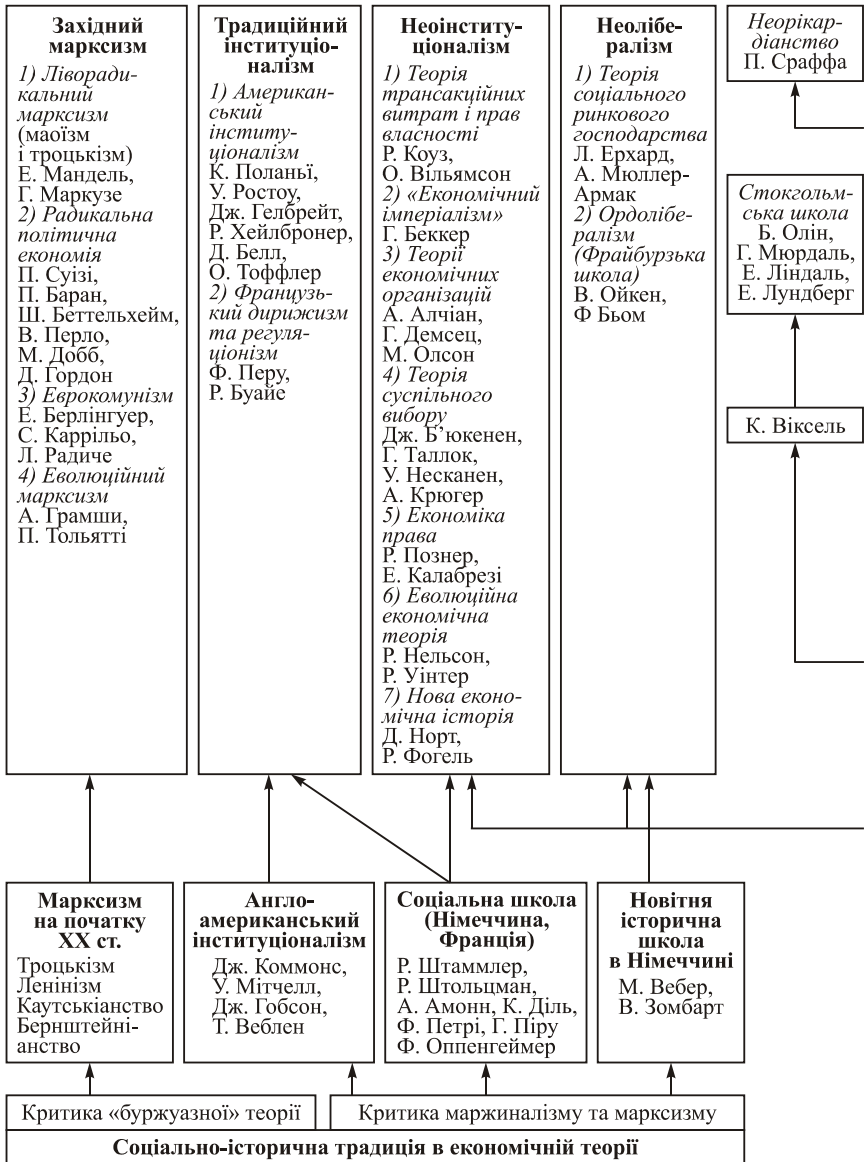 Західний
марксизм
1) Ліворади-
кальний
марксизм
(маоїзм
і троцькізм)
Е. Мандель,
Г. Маркузе
2) Радикальна
політична
економія
П. Суізі,
П. Баран,
Ш. Беттельхейм,
В. Перло,
М. Добб,
Д. Гордон
3) Еврокомунізм
Е. Берлінгуер,
С. Каррільо,
Л. Радиче
4) Еволюційний
марксизм
А. Грамши,
П. Тольятті
Традиційний
інституціо-
налізм
1) Американ-
ський
інститу-
ціоналізм
К. Поланьї,
У. Ростоу,
Дж. Гелбрейт,
Р. Хейлбронер,
Д. Белл,
О. Тоффлер
2) Французь-
кий дирижизм
та регуля-
ціонізм
Ф. Перу,
Р. Буайе
Неоінститу-
ціоналізм
1) Теорія
трансакційних
витрат і прав
власності
Р. Коуз,
О. Вільямсон
2) «Економічний
імперіалізм»
Г. Беккер
3) Теорії
економічних
організацій
А. Алчіан,
Г. Демсец,
М. Олсон
4) Теорія
суспільного
вибору
Дж. Б’юкенен,
Г. Таллок,
У. Несканен,
А. Крюгер
5) Економіка
права
Р. Познер,
Е. Калабрезі
6) Еволюційна
економічна
теорія
Р. Нельсон,
Р. Уінтер
7) Нова еконо-
мічна історія
Д. Норт,
Р. Фогель
Неолібе-
ралізм
1) Теорія
соціального
ринкового
господарства
Л. Ерхард,
А. Мюллер-
Армак
2) Ордолібе-
ралізм
(Фрайбурзька
школа)
В. Ойкен,
Ф Бьом
Неорікар-
діанство
П. Сраффа
Стокгольм-
ська школа
Б. Олін,
Г. Мюрдаль,
Е. Ліндаль,
Е. Лундберг
К. Віксель
Марксизм
на початку
ХХ ст.
Троцькізм
Ленінізм
Каутськіанство
Бернштейні-
анство
Англо-
американський
інституціоналізм
Дж. Коммонс,
У. Мітчелл,
Дж. Гобсон,
Т. Веблен
Соціальна школа
(Німеччина,
Франція)
Р. Штаммлер,
Р. Штольцман,
А. Амонн, К. Діль,
Ф. Петрі, Г. Піру
Ф. Оппенгеймер
Новітня
історична
школа
в Німеччині
М. Вебер,
В. Зомбарт
Критика «буржуазної» теорії
Критика маржиналізму та марксизму
Соціально-історична традиція в економічній теорії